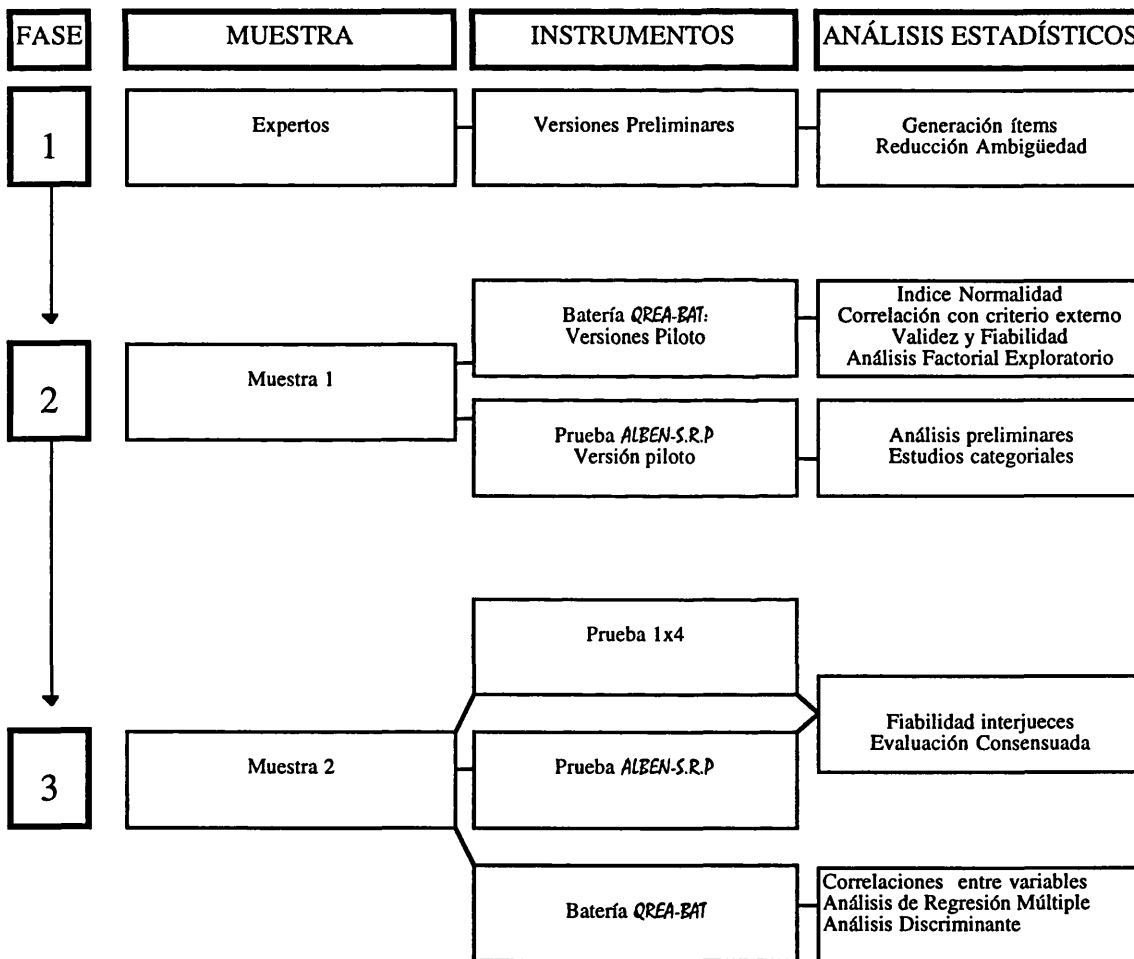 FASE
MUESTRA
INSTRUMENTOS
ANÁLISIS ESTADÍSTICOS
1
Expertos
Versiones Preliminares
Generación ítems
Reducción Ambigüedad
2
Muestra 1
Batería QREA-BAT:
Versiones Piloto
Indice Normalidad
Correlación con criterio externo
Validez y Fiabilidad
Análisis Factorial Exploratorio
Prueba ALBEN-S.R.P
Versión piloto
Análisis preliminares
Estudios categoriales
3
Muestra 2
Prueba 1x4
Prueba ALBEN-S.R.P
Fiabilidad interjueces
Evaluación Consensuada
Batería QREA-BAT
Correlaciones entre variables
Análisis de Regresión Múltiple
Análisis Discriminante